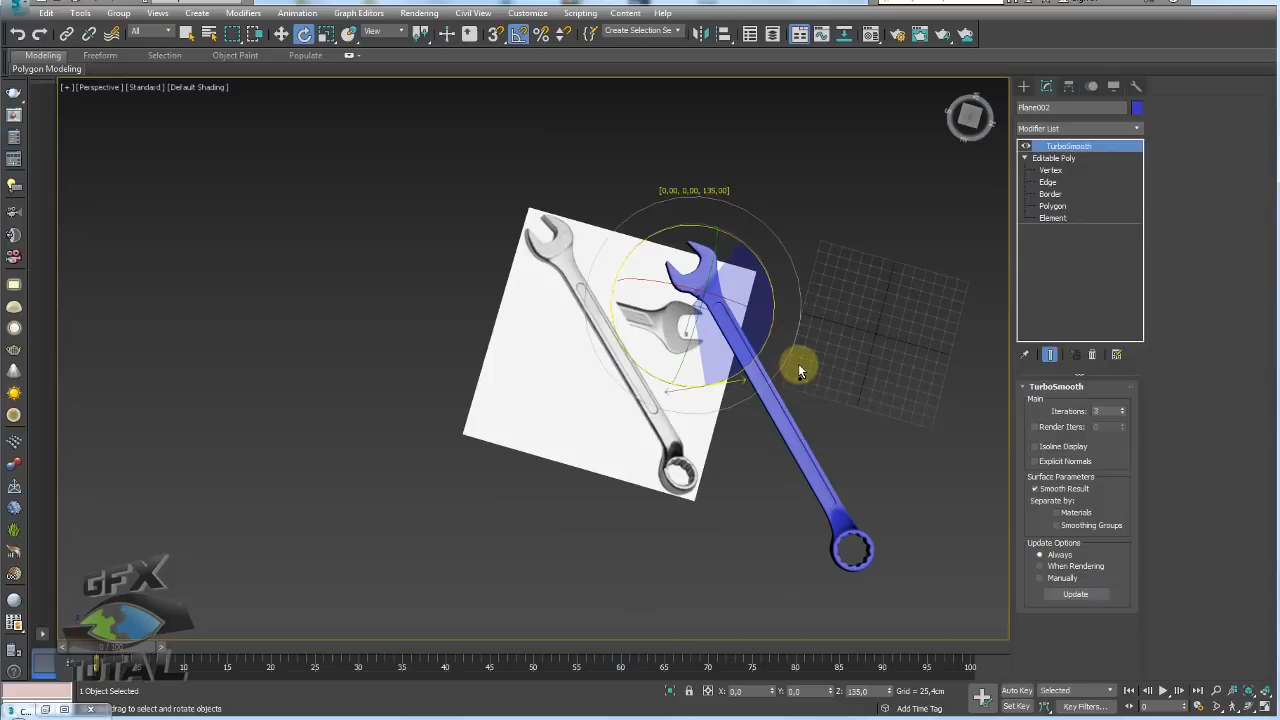 Edit Tools Group Views Create Modifiers Animation Graph Editors Rendering Civil View Customize Scripting Content Help
All View Create Selection Se
Modeling Freeform Selection Object Paint Populate
Polygon Modeling
[+] [Perspective] [Standard] [Default Shading]
Plane002
Modifier List
TurboSmooth
Editable Poly
Vertex
Edge
Border
Polygon
Element
[0,00, 0,00, 135,00]
TurboSmooth
Main
Iterations: 3
Render Iters: 0
Isoline Display
Explicit Normals
Surface Parameters
Smooth Result
Separate by:
Materials
Smoothing Groups
Update Options
Always
When Rendering
Manually
Update
GFX
TOTAL
0 / 100
15 20 25 30 35 40 45 50 55 60 65 70 75 80 85 90 95 100
1 Object Selected X: 0,0 Y: 0,0 Z: 135,0 Grid = 25,4cm Auto Key Selected
drag to select and rotate objects Add Time Tag Set Key Key Filters... 0